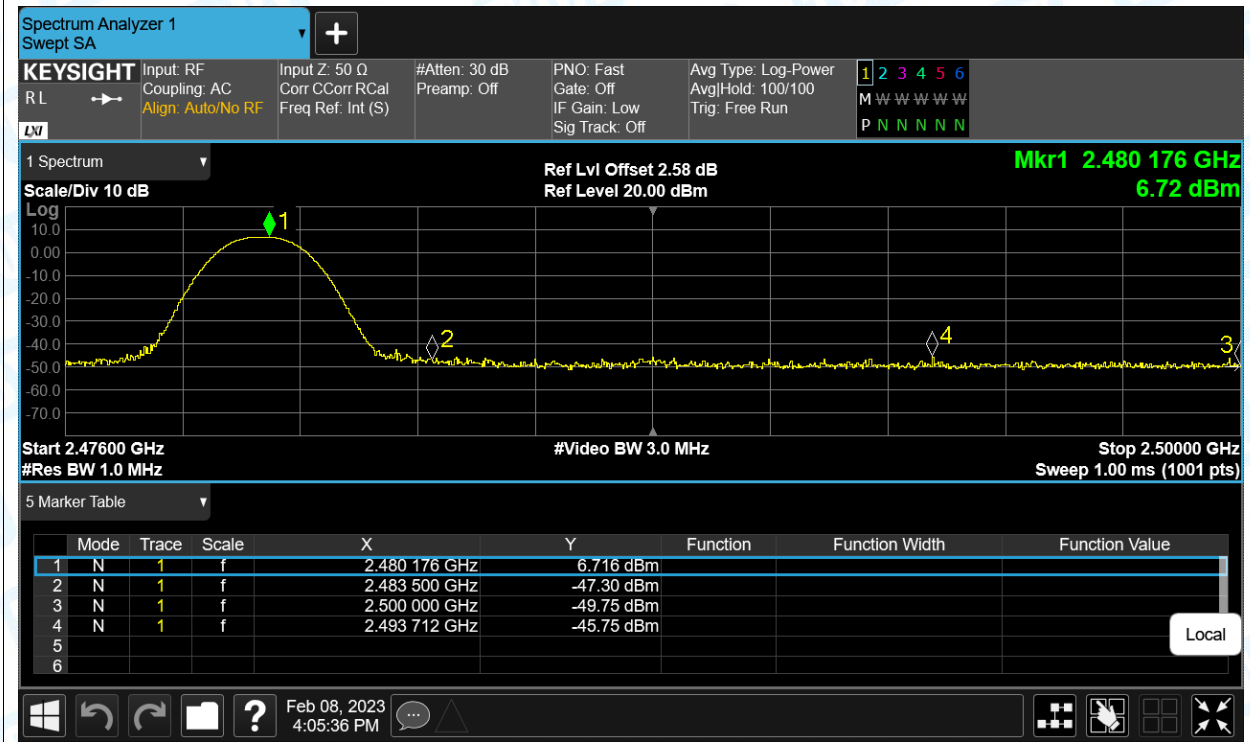 Spectrum Analyzer 1
Swept SA
+
KEYSIGHT
R L
LXI
Input: RF
Coupling: AC
Align: Auto/No RF
Input Z: 50 Ω
Corr CCorr RCal
Freq Ref: Int (S)
#Atten: 30 dB
Preamp: Off
PNO: Fast
Gate: Off
IF Gain: Low
Sig Track: Off
Avg Type: Log-Power
Avg|Hold: 100/100
Trig: Free Run
1 2 3 4 5 6
M W W W W W
P N N N N N
1 Spectrum
Scale/Div 10 dB
Ref Lvl Offset 2.58 dB
Ref Level 20.00 dBm
Mkr1 2.480 176 GHz
6.72 dBm
Log
10.0
0.00
-10.0
-20.0
-30.0
-40.0
-50.0
-60.0
-70.0
1
2
4
3
Start 2.47600 GHz
#Res BW 1.0 MHz
#Video BW 3.0 MHz
Stop 2.50000 GHz
Sweep 1.00 ms (1001 pts)
5 Marker Table
Mode Trace Scale X Y Function Function Width Function Value
1 N 1 f 2.480 176 GHz 6.716 dBm
2 N 1 f 2.483 500 GHz -47.30 dBm
3 N 1 f 2.500 000 GHz -49.75 dBm
4 N 1 f 2.493 712 GHz -45.75 dBm
5
6
Local
?
Feb 08, 2023
4:05:36 PM